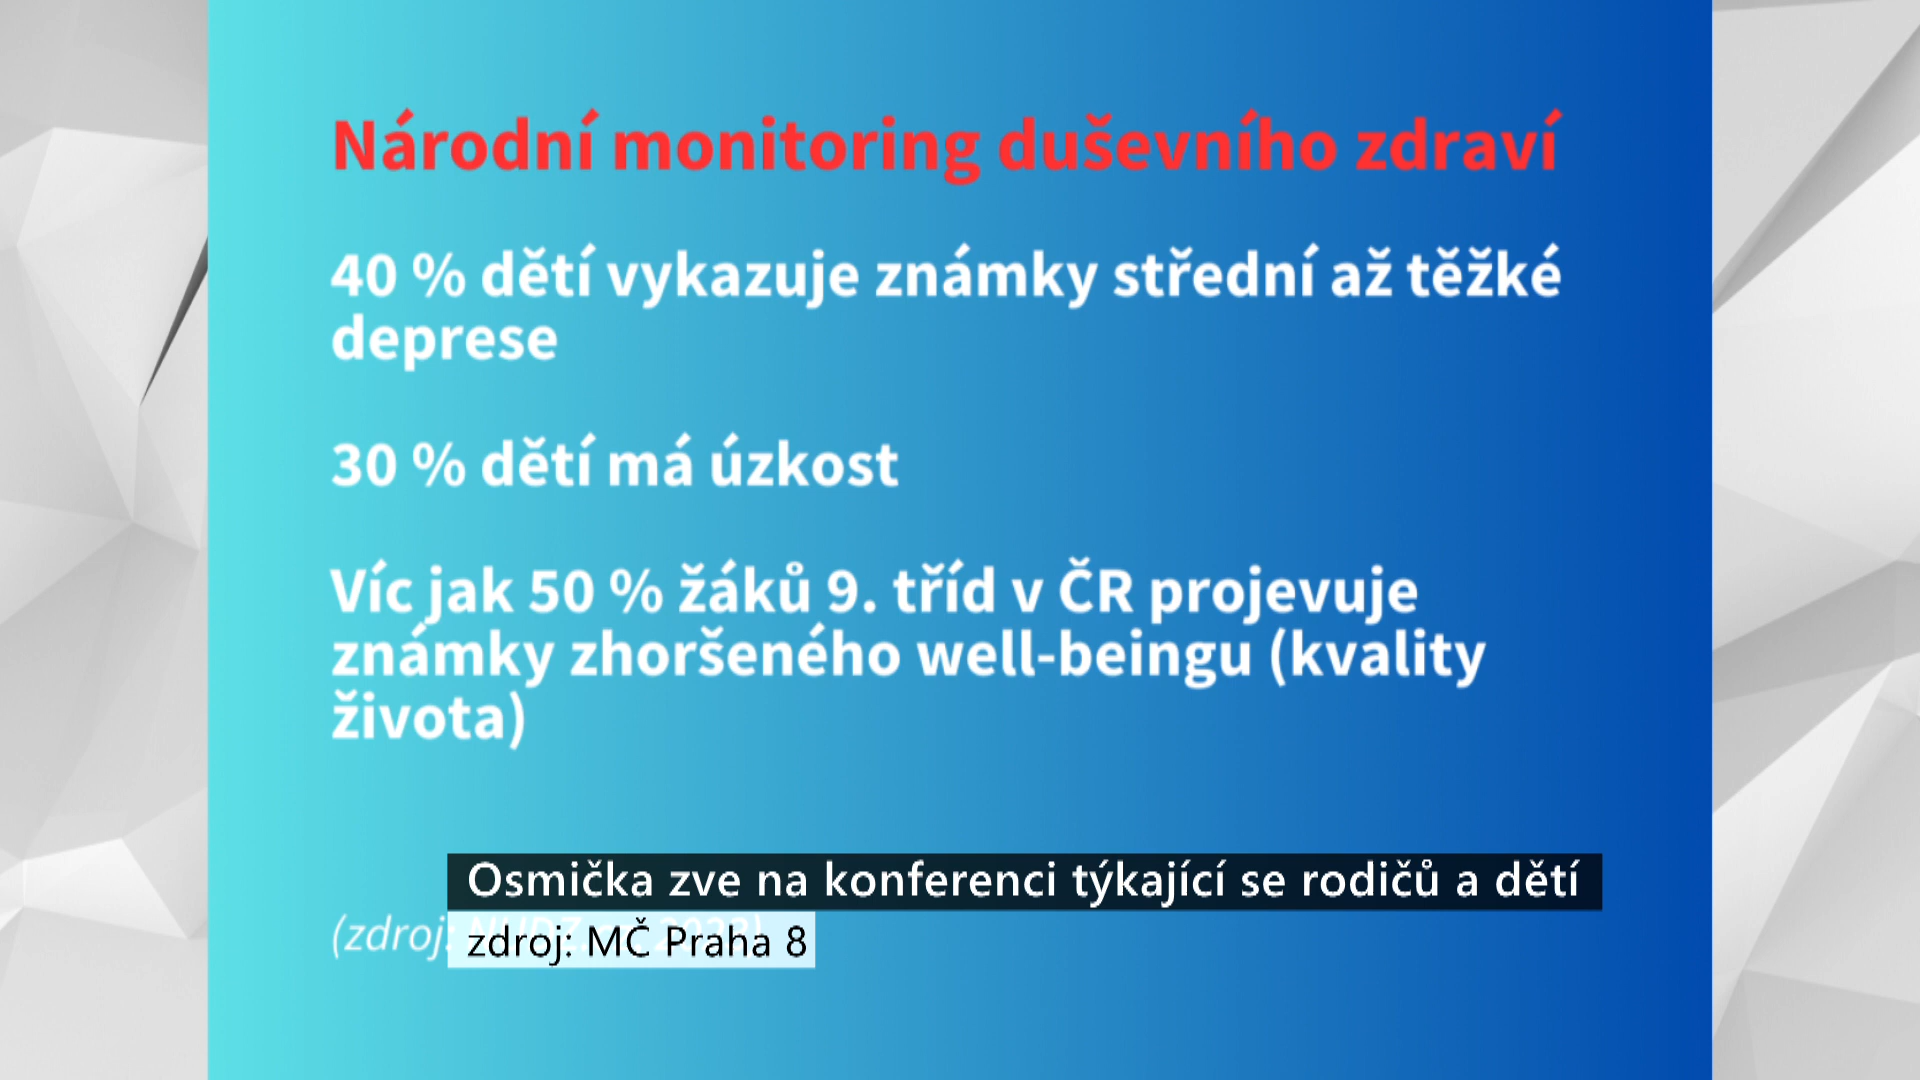 Národní monitoring duševního zdraví
40 % dětí vykazuje známky střední až těžké
deprese
30 % dětí má úzkost
Víc jak 50 % žáků 9. tříd v ČR projevuje
známky zhoršeného well-beingu (kvality
života)
Osmička zve na konferenci týkající se rodičů a dětí
(zdroj:
zdroj: MČ Praha 8